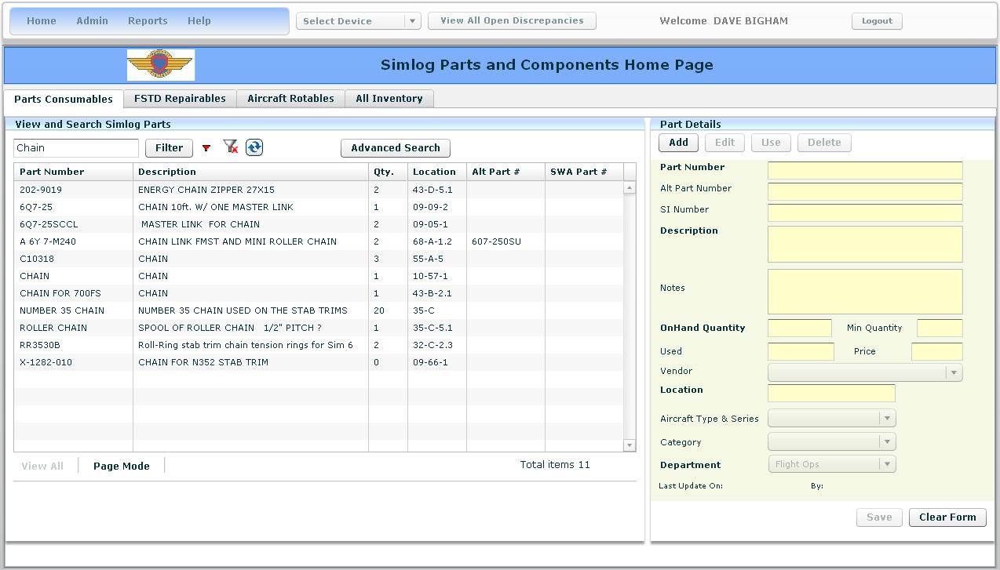 Home Admin Reports Help Select Device View All Open Discrepancies Welcome DAVE BIGHAM Logout
Simlog Parts and Components Home Page
Parts Consumables FSTD Repairables Aircraft Rotables All Inventory
View and Search Simlog Parts
Chain Filter Advanced Search
Part Number Description Qty. Location Alt Part # SWA Part #
202-9019 ENERGY CHAIN ZIPPER 27X15 2 43-D-5.1
6Q7-25 CHAIN 10ft. W/ ONE MASTER LINK 1 09-09-2
6Q7-25SCCL MASTER LINK FOR CHAIN 2 09-05-1
A 6Y 7-M240 CHAIN LINK FMST AND MINI ROLLER CHAIN 2 68-A-1.2 607-250SU
C10318 CHAIN 3 55-A-5
CHAIN CHAIN 1 10-57-1
CHAIN FOR 700FS CHAIN 1 43-B-2.1
NUMBER 35 CHAIN NUMBER 35 CHAIN USED ON THE STAB TRIMS 20 35-C
ROLLER CHAIN SPOOL OF ROLLER CHAIN 1/2" PITCH ? 1 35-C-5.1
RR3530B Roll-Ring stab trim chain tension rings for Sim 6 2 32-C-2.3
X-1282-010 CHAIN FOR N352 STAB TRIM 0 09-66-1
View All Page Mode Total items 11
Part Details
Add Edit Use Delete
Part Number
Alt Part Number
SI Number
Description
Notes
OnHand Quantity Min Quantity
Used Price
Vendor
Location
Aircraft Type & Series
Category
Department Flight Ops
Last Update On: By:
Save Clear Form